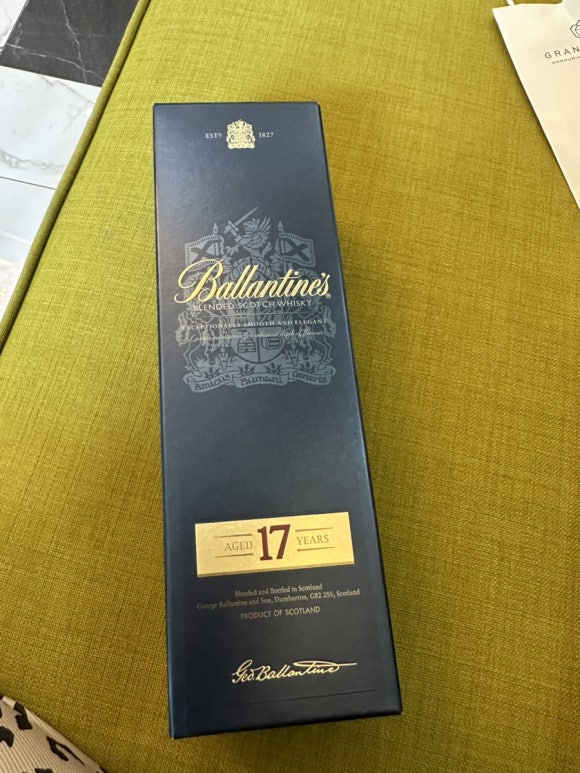 ESTD 1827
Ballantine's®
BLENDED SCOTCH WHISKY
EXCEPTIONALLY SMOOTH AND ELEGANT
Amicus Humani Generis
AGED 17 YEARS
Blended and Bottled in Scotland
George Ballantine and Son, Dumbarton, G82 2SS, Scotland
PRODUCT OF SCOTLAND
Geo. Ballantine
GRAN